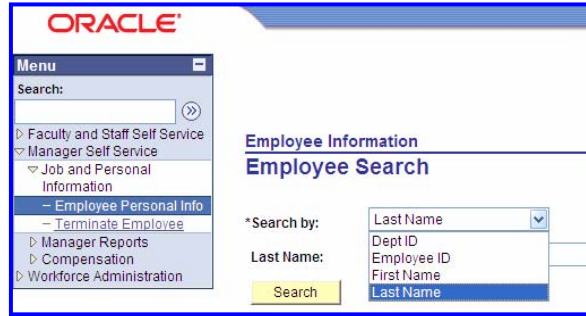 ORACLE'
Menu
Search:
Faculty and Staff Self Service
Manager Self Service
Job and Personal
Information
– Employee Personal Info
– Terminate Employee
Manager Reports
Compensation
Workforce Administration
Employee Information
Employee Search
*Search by: Last Name
Dept ID
Employee ID
First Name
Last Name
Last Name:
Search